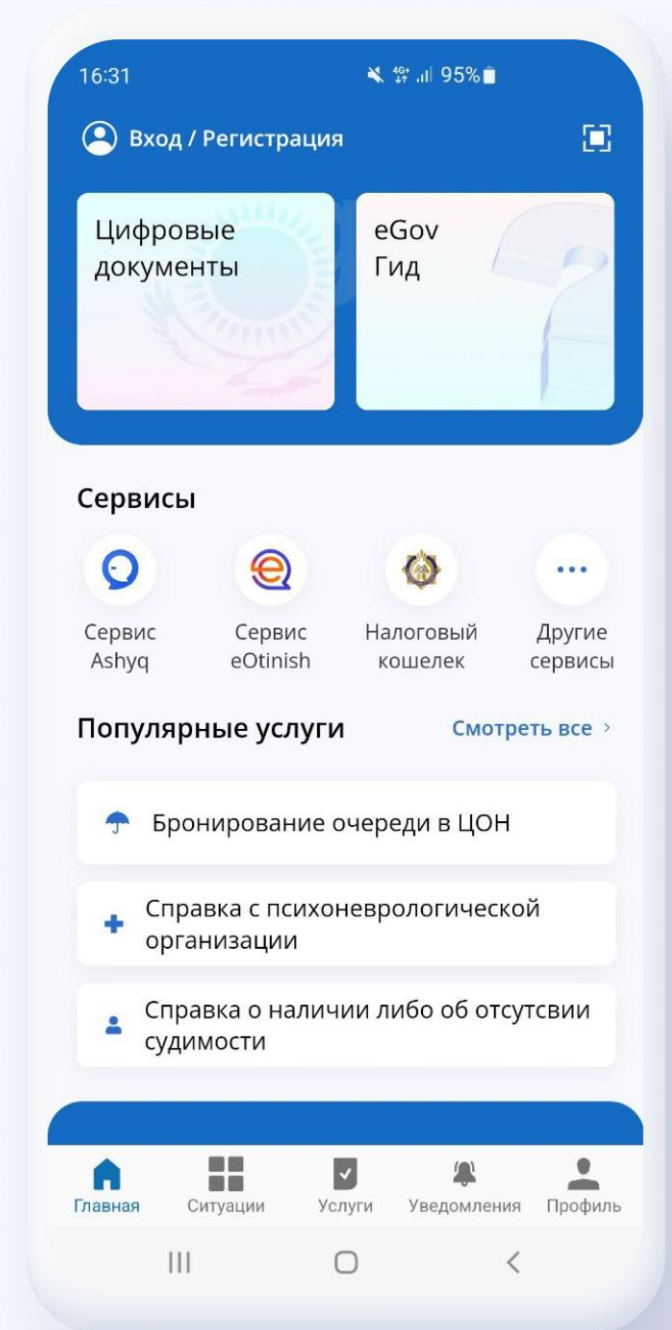 16:31
4G+
95%
Вход / Регистрация
Цифровые
документы
eGov
Гид
Сервисы
Сервис
Ashyq
Сервис
eOtinish
Налоговый
кошелек
Другие
сервисы
Популярные услуги
Смотреть все
Бронирование очереди в ЦОН
Справка с психоневрологической
организации
Справка о наличии либо об отсутсвии
судимости
Главная
Ситуации
Услуги
Уведомления
Профиль